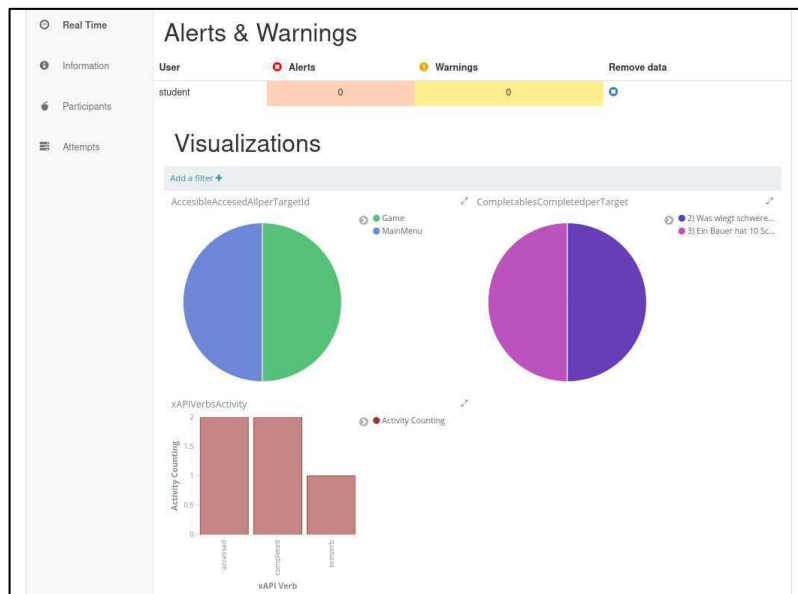 Real Time
Information
Participants
Attempts
Alerts & Warnings
User Alerts Warnings Remove data
student 0 0
Visualizations
Add a filter +
AccesibleAccesedAllperTargetId
Game
MainMenu
CompletablesCompletedperTarget
2) Was wiegt schwere...
3) Ein Bauer hat 10 Sc...
xAPIVerbsActivity
Activity Counting
2
1.5
1
0.5
0
Activity Counting
accessed
completed
testverb
xAPI Verb